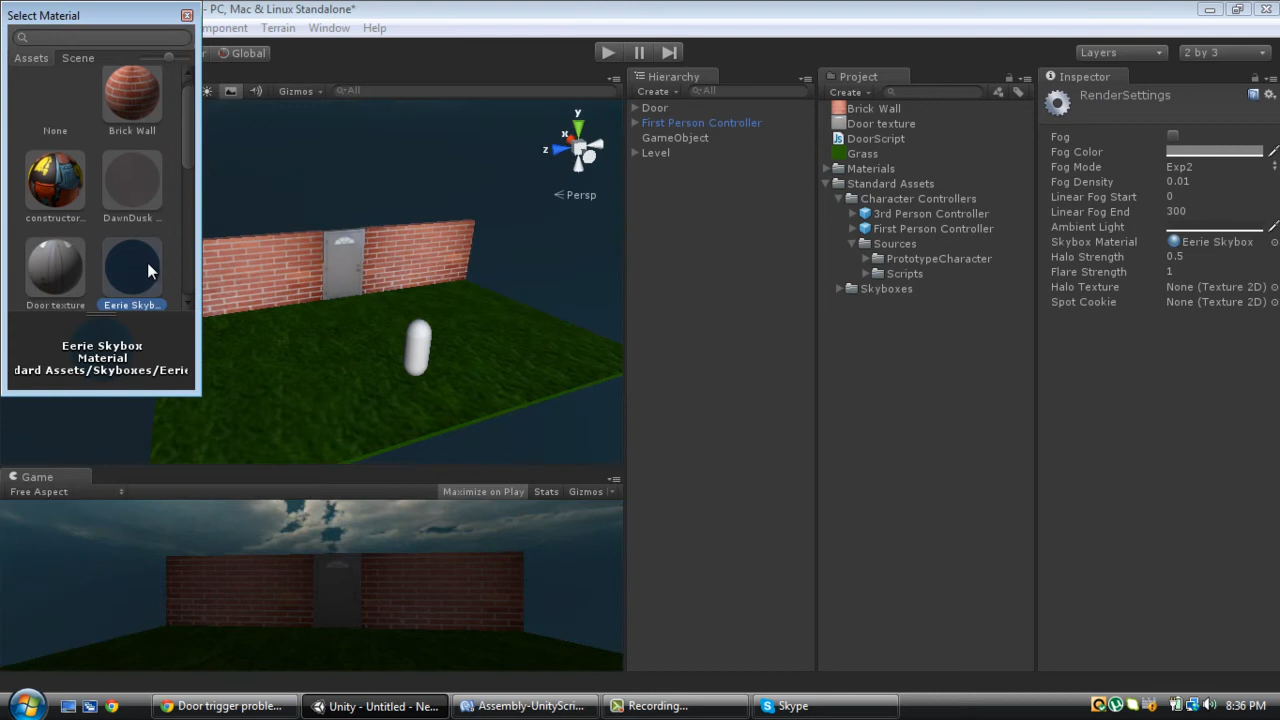 Select Material
- PC, Mac & Linux Standalone*
omponent Terrain Window Help
Assets Scene
r Global
Layers 2 by 3
Gizmos All
None Brick Wall
constructor... DawnDusk ...
Door texture Eerie Skyb...
Eerie Skybox
Material
dard Assets/Skyboxes/Eerie
y
x
z
Persp
Game
Free Aspect Maximize on Play Stats Gizmos
Hierarchy
Create All
Door
First Person Controller
GameObject
Level
Project
Create
Brick Wall
Door texture
Js DoorScript
Grass
Materials
Standard Assets
Character Controllers
3rd Person Controller
First Person Controller
Sources
PrototypeCharacter
Scripts
Skyboxes
Inspector
RenderSettings
Fog
Fog Color
Fog Mode Exp2
Fog Density 0.01
Linear Fog Start 0
Linear Fog End 300
Ambient Light
Skybox Material Eerie Skybox
Halo Strength 0.5
Flare Strength 1
Halo Texture None (Texture 2D)
Spot Cookie None (Texture 2D)
Door trigger proble... Unity - Untitled - Ne... Assembly-UnityScri... Recording... Skype 8:36 PM